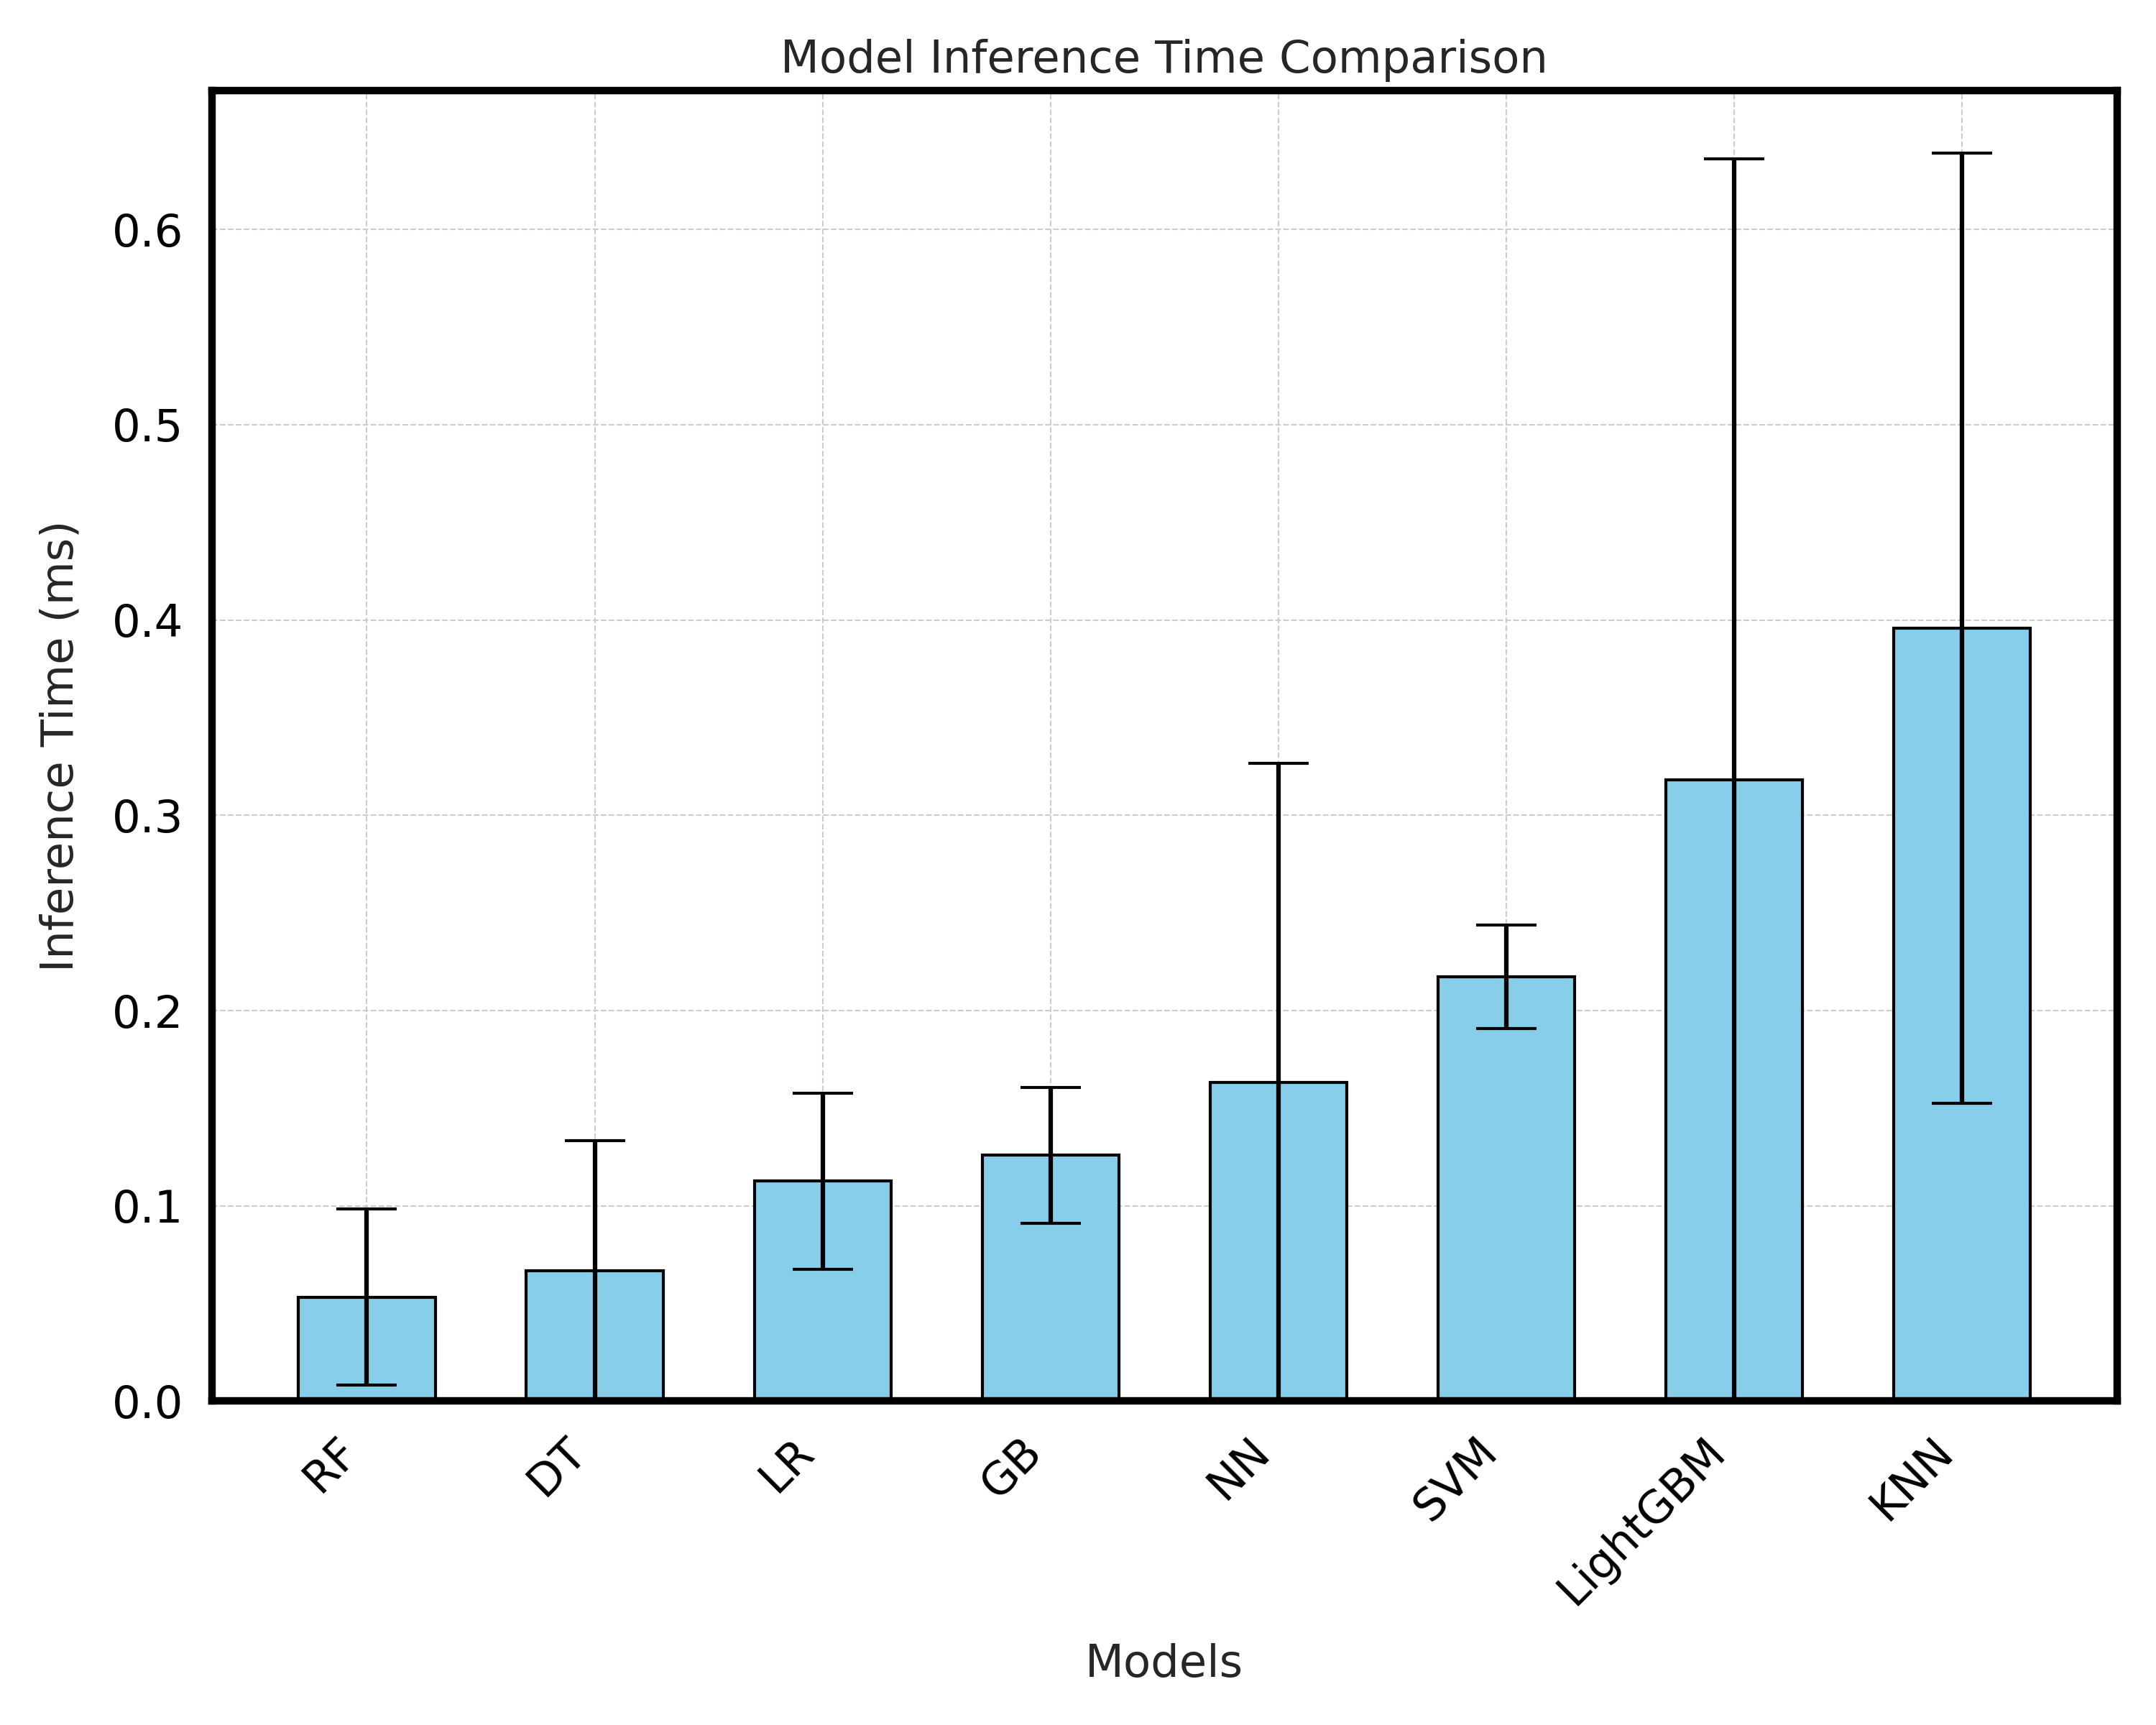 Model Inference Time Comparison
Inference Time (ms)
0.6
0.5
0.4
0.3
0.2
0.1
0.0
RF
DT
LR
GB
NN
SVM
LightGBM
KNN
Models